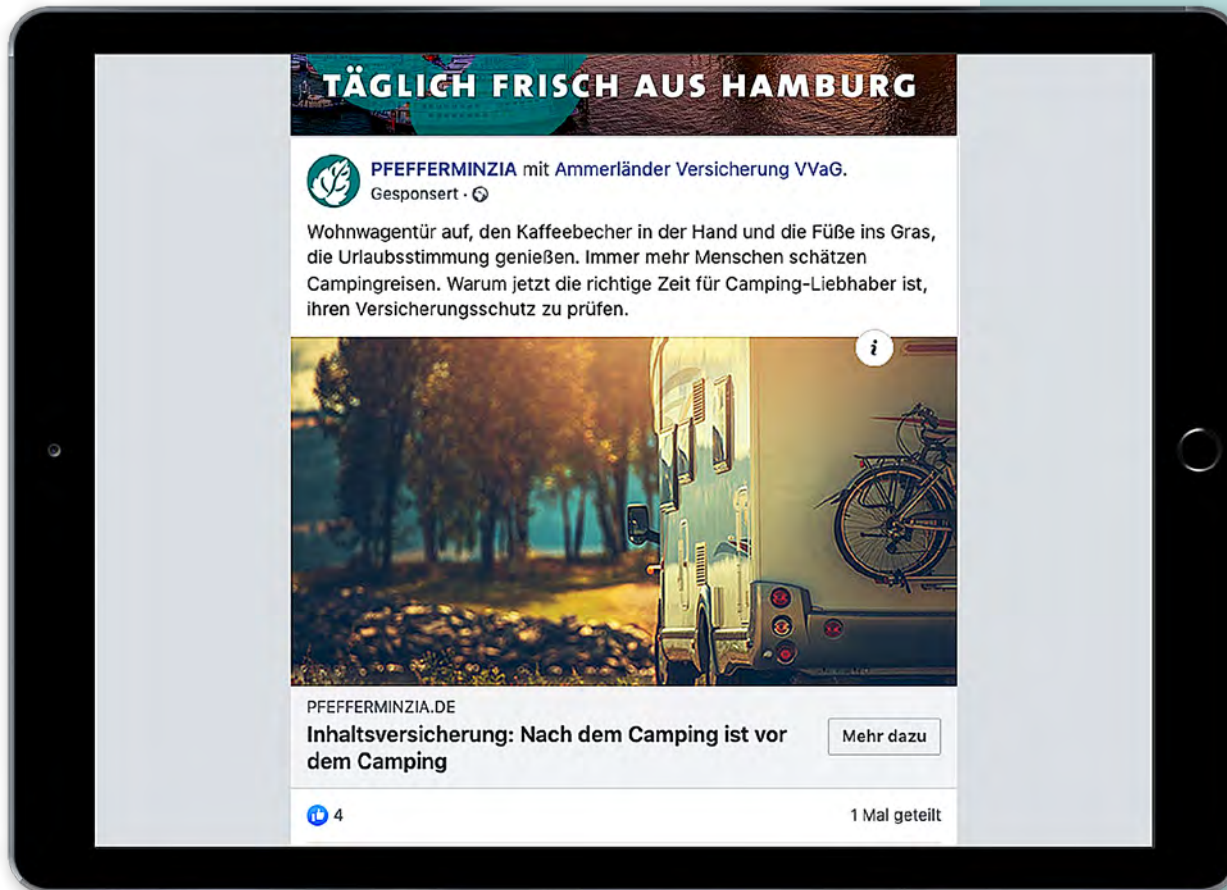 TÄGLICH FRISCH AUS HAMBURG
PFEFFERMINZIA mit Ammerländer Versicherung VVaG.
Gesponsert ·
Wohnwagentür auf, den Kaffeebecher in der Hand und die Füße ins Gras,
die Urlaubsstimmung genießen. Immer mehr Menschen schätzen
Campingreisen. Warum jetzt die richtige Zeit für Camping-Liebhaber ist,
ihren Versicherungsschutz zu prüfen.
i
PFEFFERMINZIA.DE
Inhaltsversicherung: Nach dem Camping ist vor
dem Camping
Mehr dazu
4
1 Mal geteilt